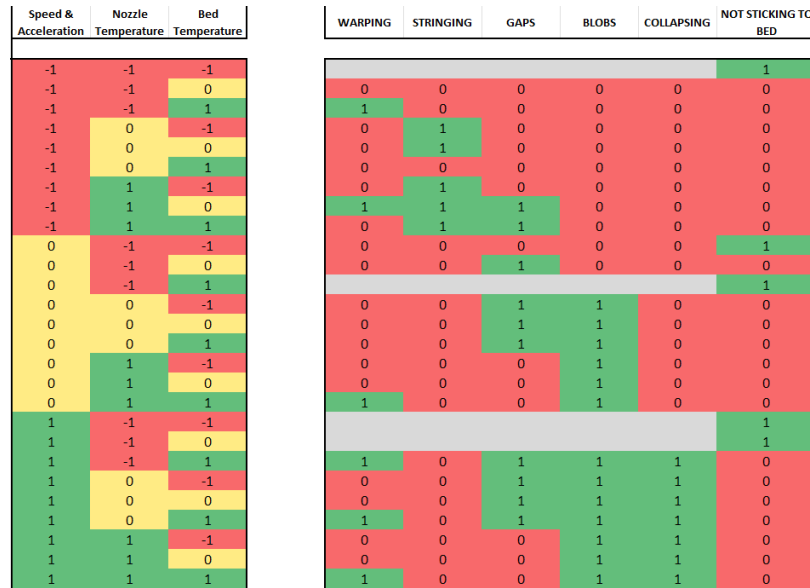 Speed & Acceleration Nozzle Temperature Bed Temperature WARPING STRINGING GAPS BLOBS COLLAPSING NOT STICKING TO BED
-1 -1 -1 1
-1 -1 0 0 0 0 0 0 0
-1 -1 1 1 0 0 0 0 0
-1 0 -1 0 1 0 0 0 0
-1 0 0 0 1 0 0 0 0
-1 0 1 0 0 0 0 0 0
-1 1 -1 0 1 0 0 0 0
-1 1 0 1 1 1 0 0 0
-1 1 1 0 1 1 0 0 0
0 -1 -1 0 0 0 0 0 1
0 -1 0 0 0 1 0 0 0
0 -1 1 1
0 0 -1 0 0 1 1 0 0
0 0 0 0 0 1 1 0 0
0 0 1 0 0 1 1 0 0
0 1 -1 0 0 0 1 0 0
0 1 0 0 0 0 1 0 0
0 1 1 1 0 0 1 0 0
1 -1 -1 1
1 -1 0 1
1 -1 1 1 0 1 1 1 0
1 0 -1 0 0 1 1 1 0
1 0 0 0 0 1 1 1 0
1 0 1 1 0 1 1 1 0
1 1 -1 0 0 0 1 1 0
1 1 0 0 0 0 1 1 0
1 1 1 1 0 0 1 1 0